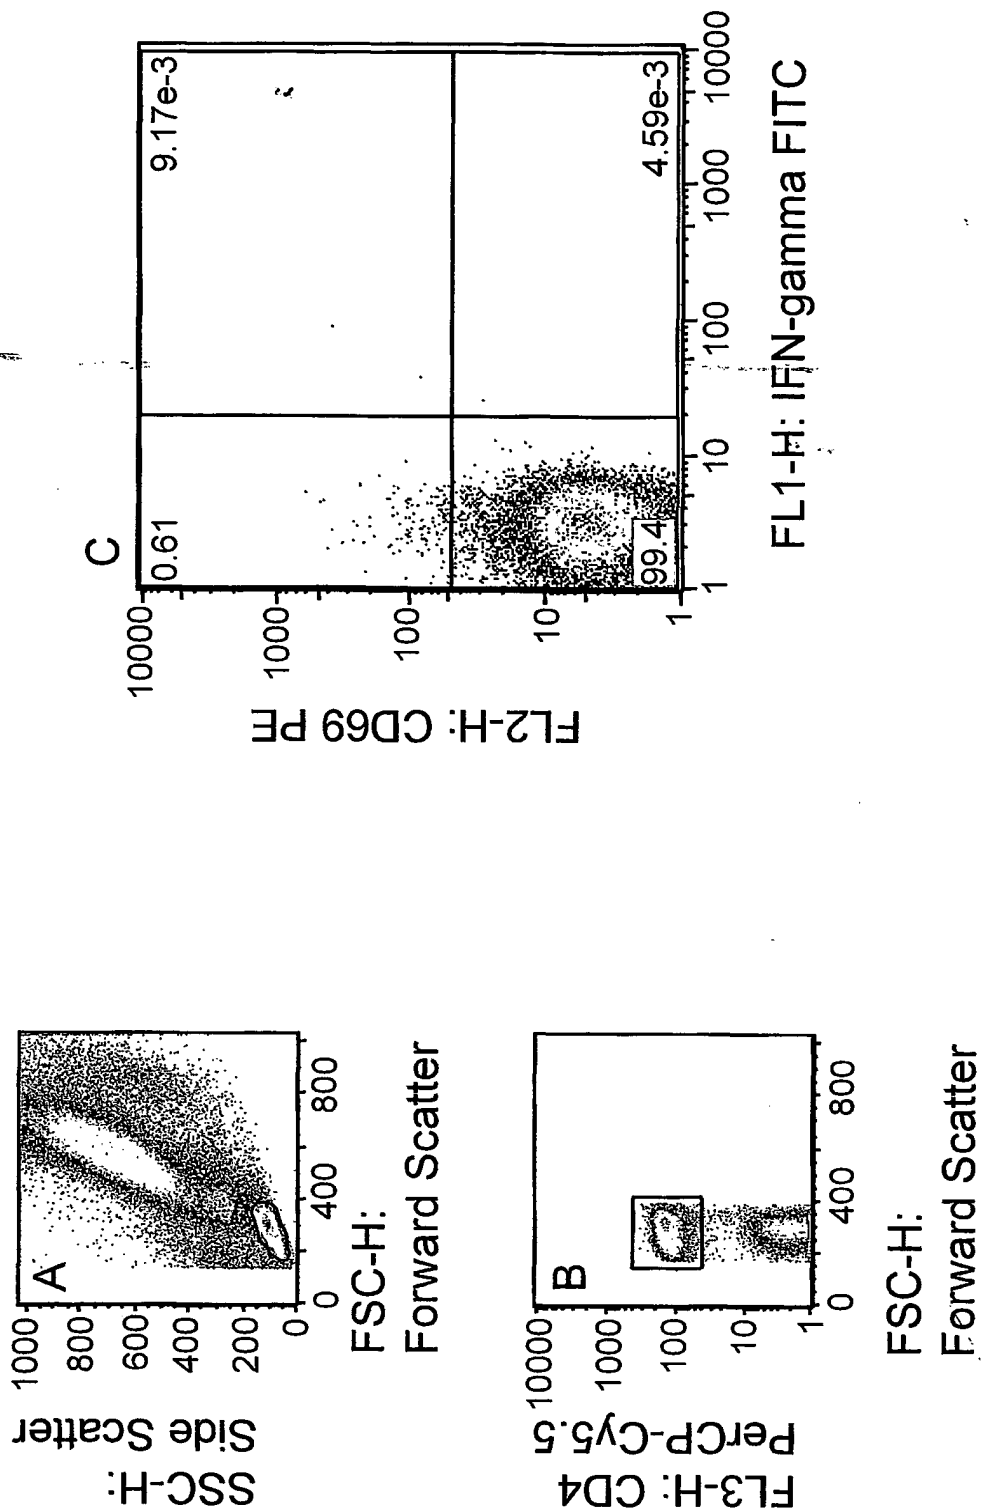 A
1000
800
600
400
200
0
0
400
800
SSC-H:
Side Scatter
FSC-H:
Forward Scatter
B
10000
1000
100
10
1
0
400
800
FL3-H: CD4
PerCP-Cy5.5
FSC-H:
Forward Scatter
C
0.61
9.17e-3
99.4
4.59e-3
10000
1000
100
10
1
1
10
100
1000
10000
FL2-H: CD69 PE
FL1-H: IFN-gamma FITC